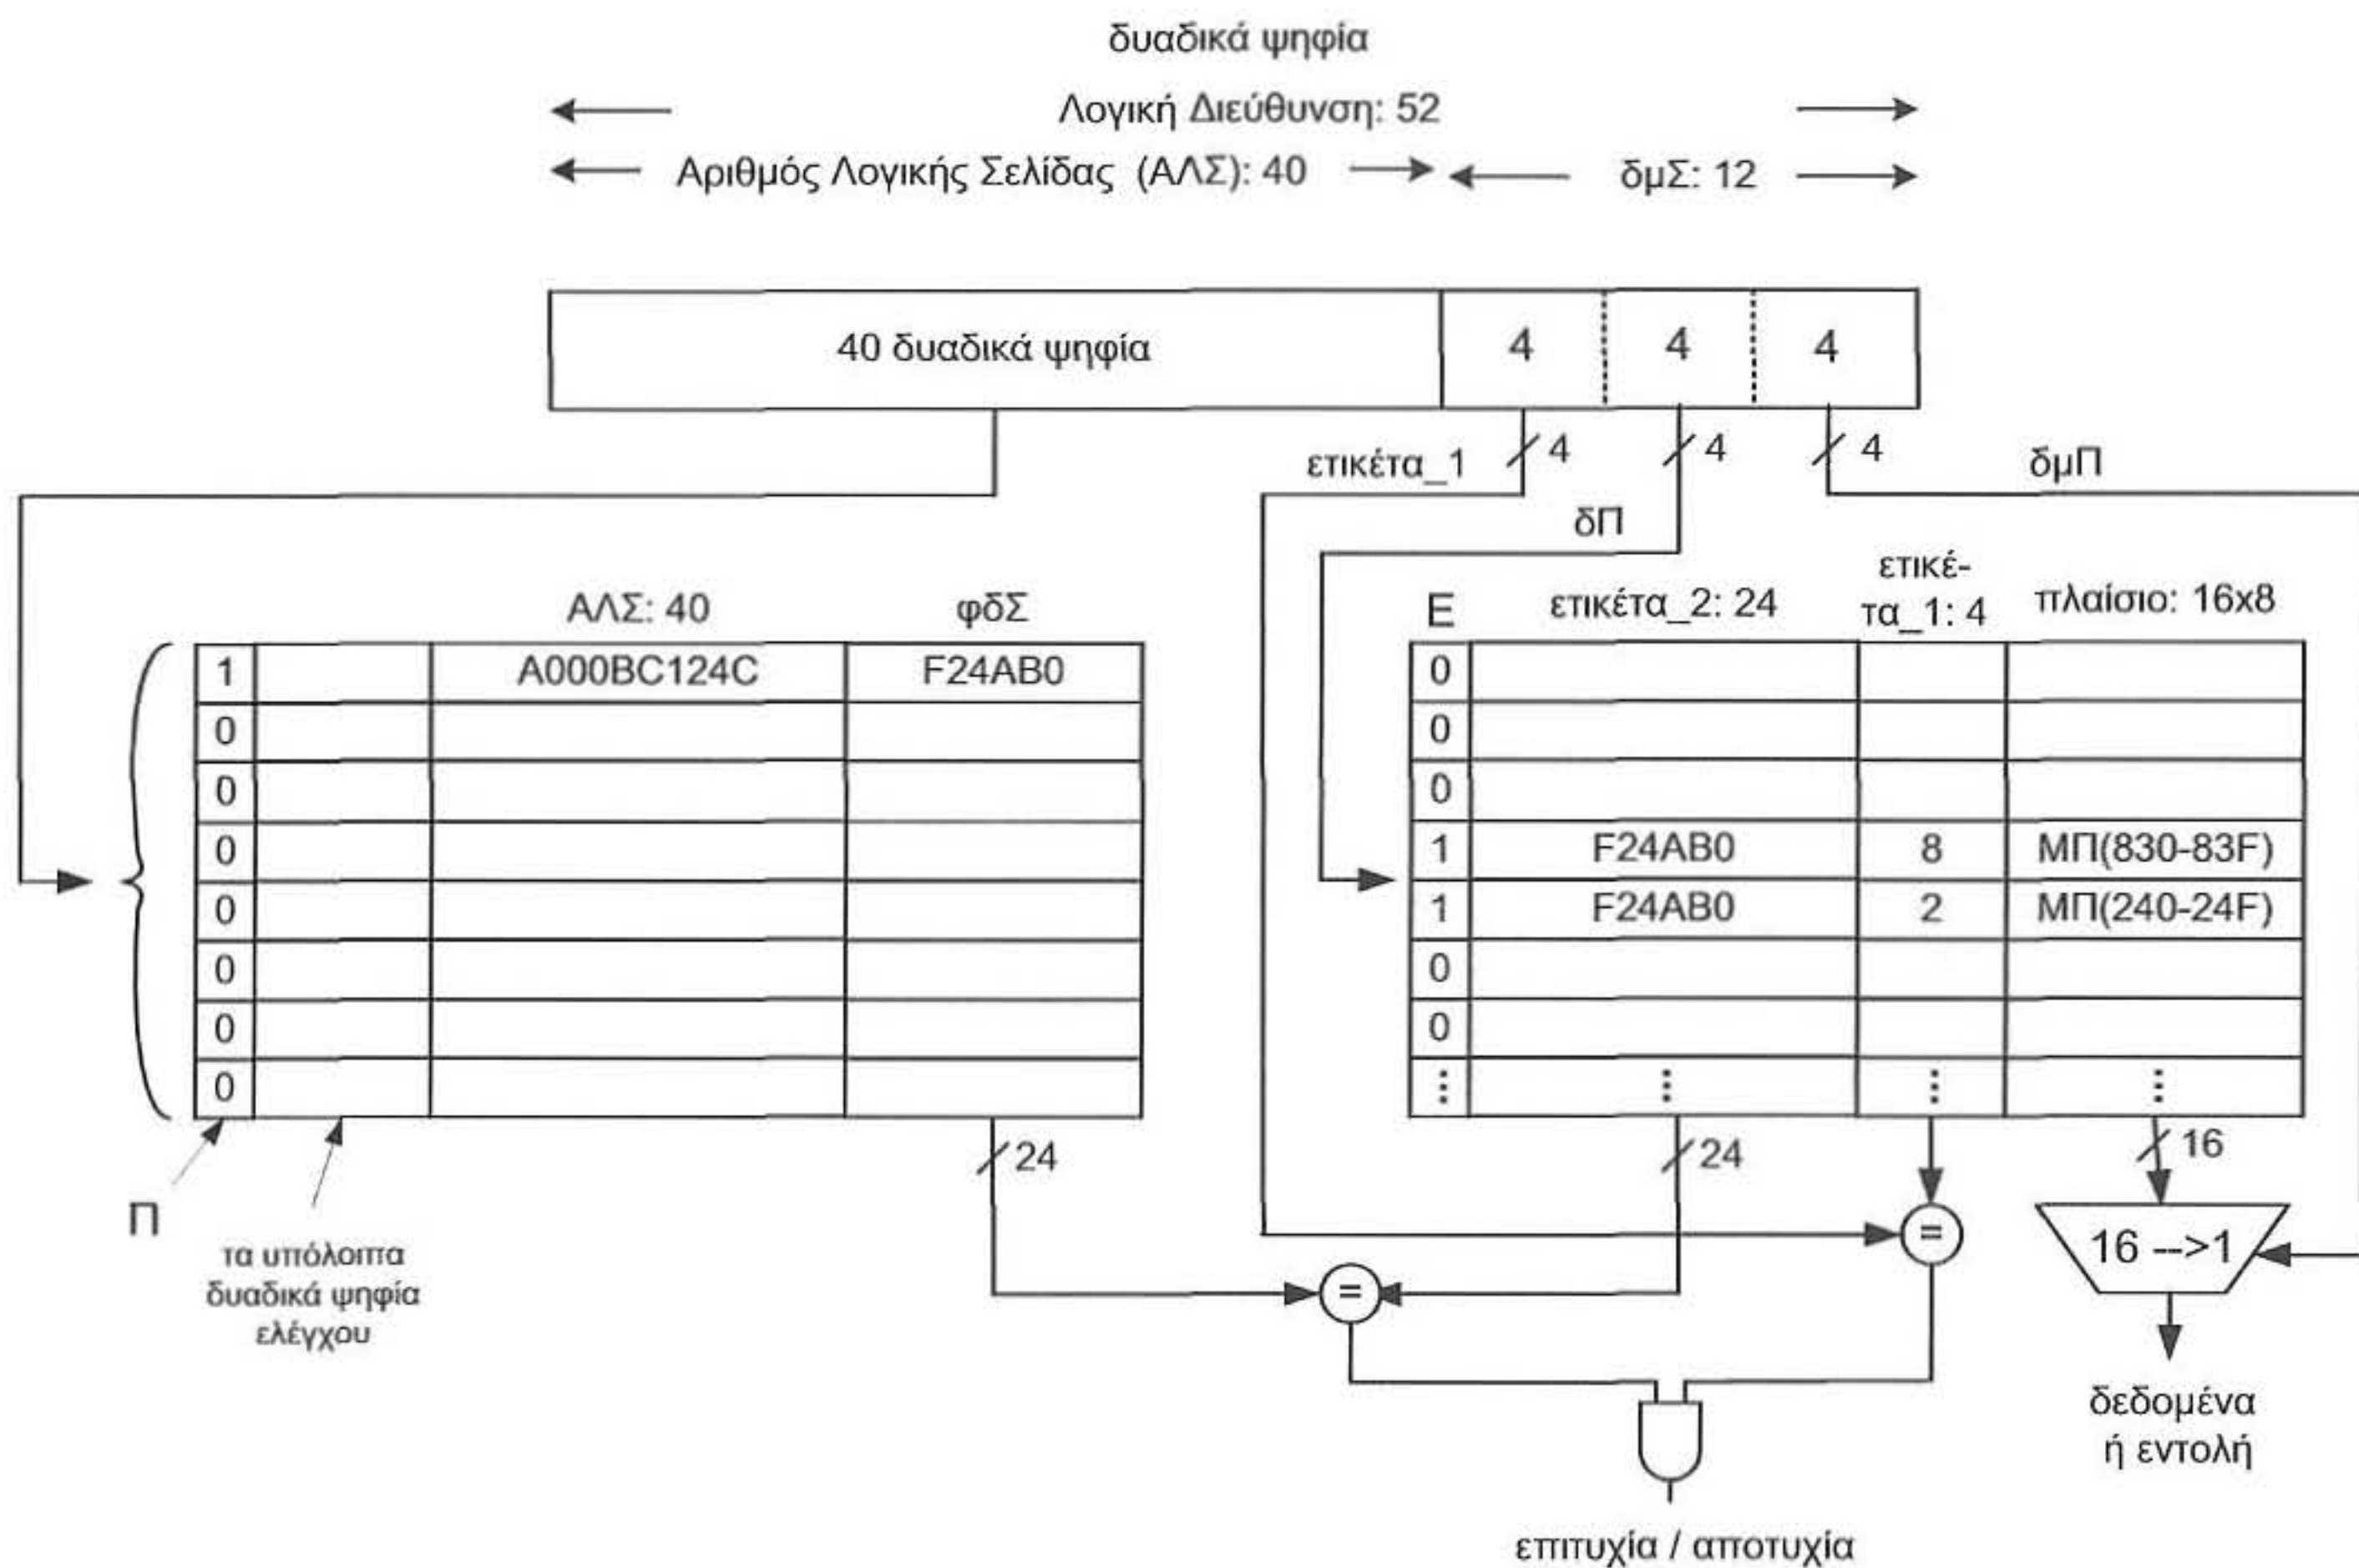 δυαδικά ψηφία
Λογική Διεύθυνση: 52
Αριθμός Λογικής Σελίδας (ΑΛΣ): 40 δμΣ: 12
40 δυαδικά ψηφία 4 4 4
ετικέτα_1 4 4 4 δμΠ
δΠ
ΑΛΣ: 40 φδΣ
Ε ετικέτα_2: 24 ετικέ-
τα_1: 4 πλαίσιο: 16x8
1 A000BC124C F24AB0
0
0
0
0
0
0
0
0
0
0
1 F24AB0 8 ΜΠ(830-83F)
1 F24AB0 2 ΜΠ(240-24F)
0
0
⋮ ⋮ ⋮ ⋮
24 24 16
Π
τα υπόλοιπα
δυαδικά ψηφία
ελέγχου
= =
16 -->1
δεδομένα
ή εντολή
επιτυχία / αποτυχία